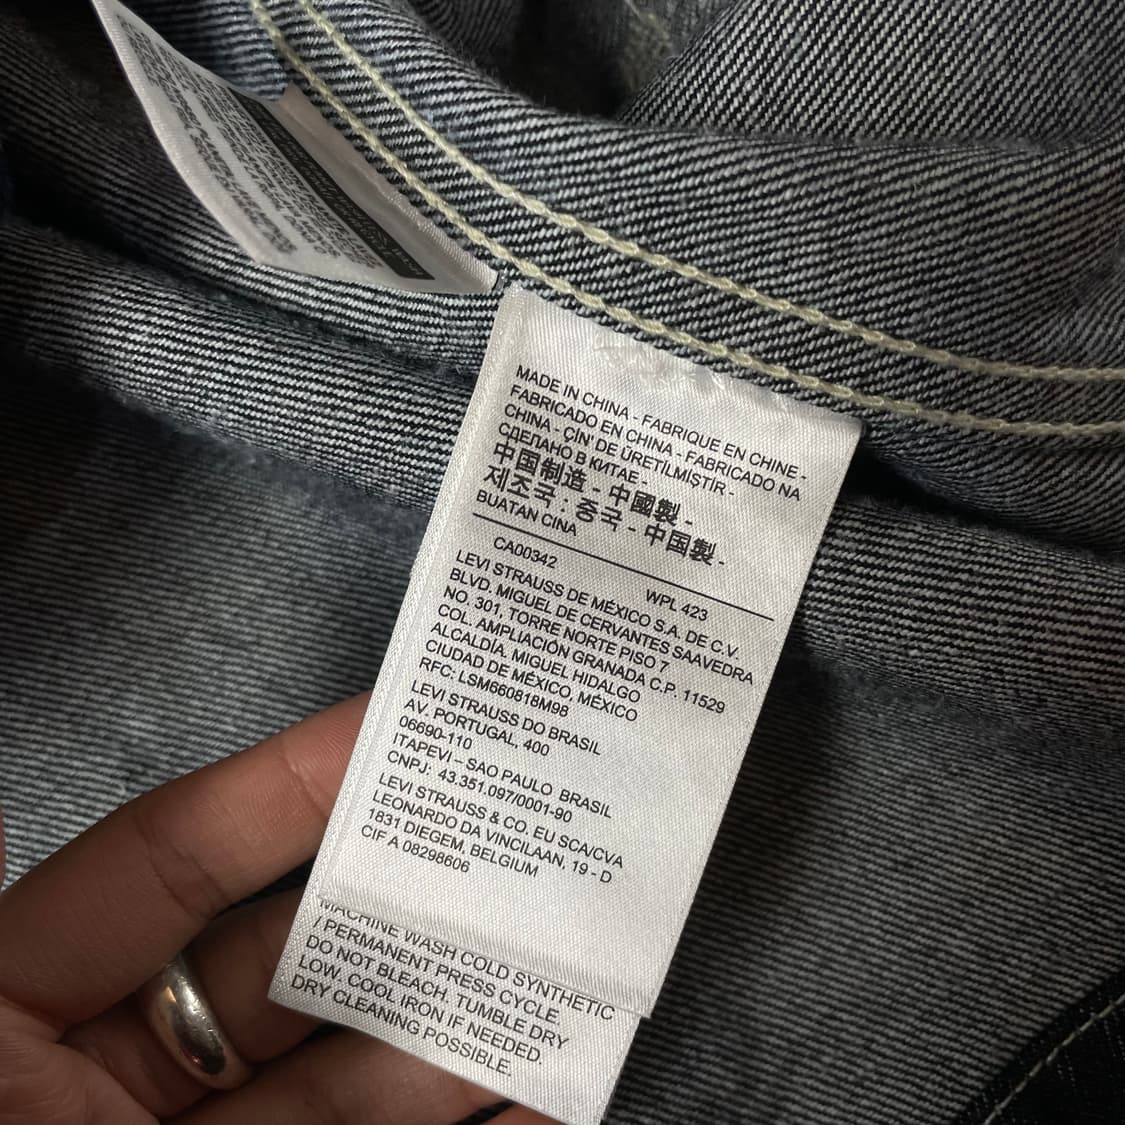 MADE IN CHINA - FABRIQUE EN CHINE -
FABRICADO EN CHINA - FABRICADO NA
CHINA - ÇIN' DE ÜRETİLMIŞTİR -
СДЕЛАНО В КИТАЕ -
中国制造 - 中國製 -
제조국 : 중국 - 中国製 -
BUATAN CINA
CA00342 WPL 423
LEVI STRAUSS DE MÉXICO S.A. DE C.V.
BLVD. MIGUEL DE CERVANTES SAAVEDRA
NO. 301, TORRE NORTE PISO 7
COL. AMPLIACIÓN GRANADA C.P. 11529
ALCALDÍA. MIGUEL HIDALGO
CIUDAD DE MÉXICO, MÉXICO
RFC: LSM660818M98
LEVI STRAUSS DO BRASIL
AV. PORTUGAL, 400
06690-110
ITAPEVI – SAO PAULO BRASIL
CNPJ: 43.351.097/0001-90
LEVI STRAUSS & CO. EU SCA/CVA
LEONARDO DA VINCILAAN, 19 - D
1831 DIEGEM, BELGIUM
CIF A 08298606
MACHINE WASH COLD SYNTHETIC
/ PERMANENT PRESS CYCLE
DO NOT BLEACH. TUMBLE DRY
LOW. COOL IRON IF NEEDED.
DRY CLEANING POSSIBLE.